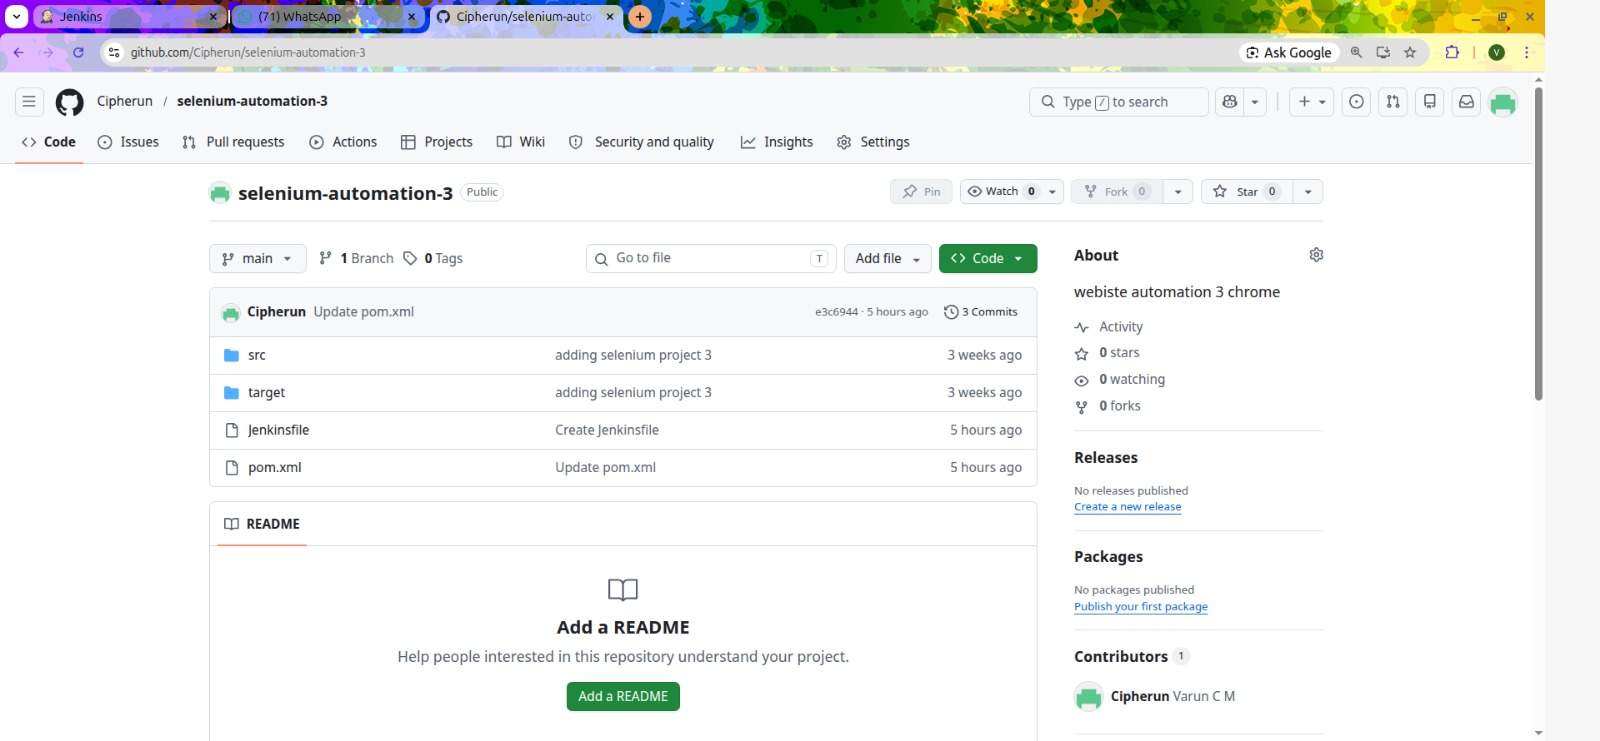 Jenkins
(71) WhatsApp
Cipherun/selenium-auto
github.com/Cipherun/selenium-automation-3
Ask Google
V
Cipherun / selenium-automation-3
Type / to search
Code
Issues
Pull requests
Actions
Projects
Wiki
Security and quality
Insights
Settings
selenium-automation-3 Public
Pin
Watch 0
Fork 0
Star 0
main
1 Branch
0 Tags
Go to file T
Add file
Code
Cipherun Update pom.xml e3c6944 · 5 hours ago 3 Commits
src adding selenium project 3 3 weeks ago
target adding selenium project 3 3 weeks ago
Jenkinsfile Create Jenkinsfile 5 hours ago
pom.xml Update pom.xml 5 hours ago
README
Add a README
Help people interested in this repository understand your project.
Add a README
About
webiste automation 3 chrome
Activity
0 stars
0 watching
0 forks
Releases
No releases published
Create a new release
Packages
No packages published
Publish your first package
Contributors 1
Cipherun Varun C M